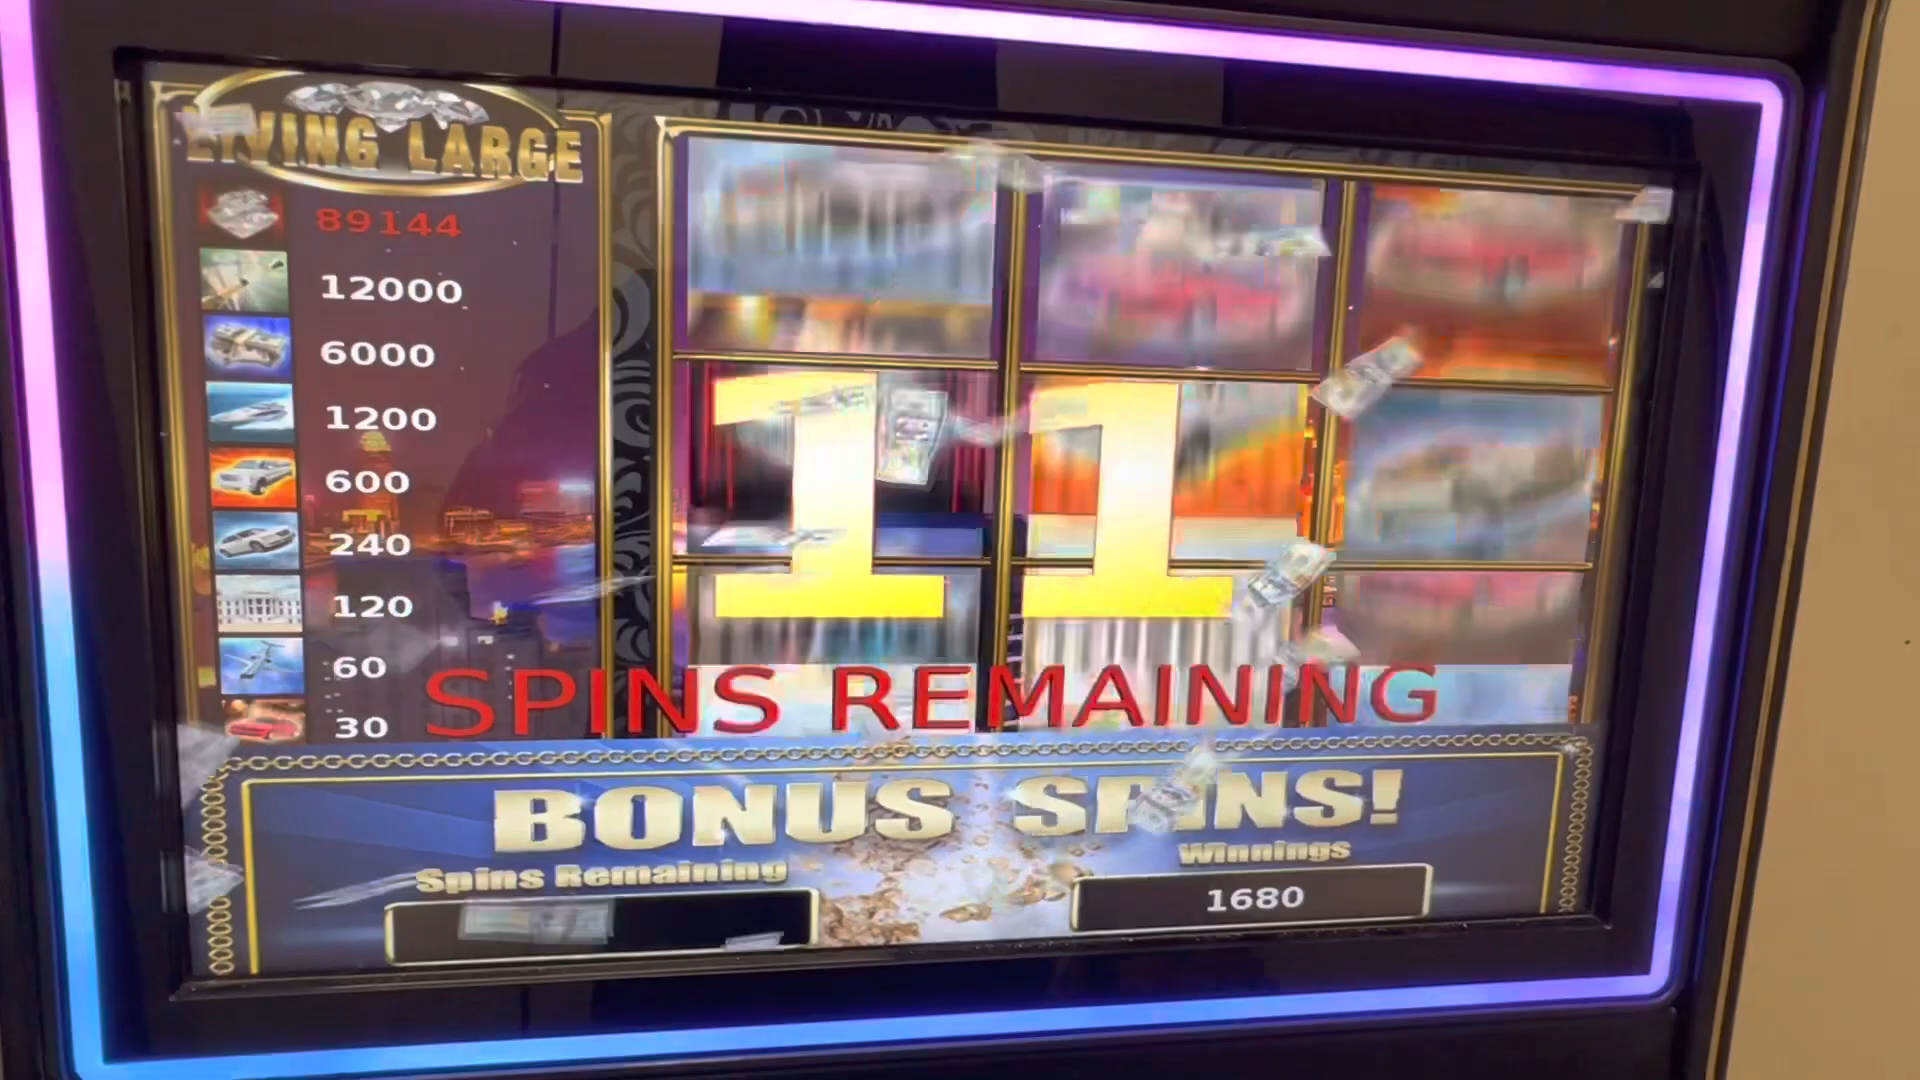 LIVING LARGE
89144
12000
6000
1200
600
240
120
60
30
11
SPINS REMAINING
BONUS SPINS!
Spins Remaining
Winnings
1680